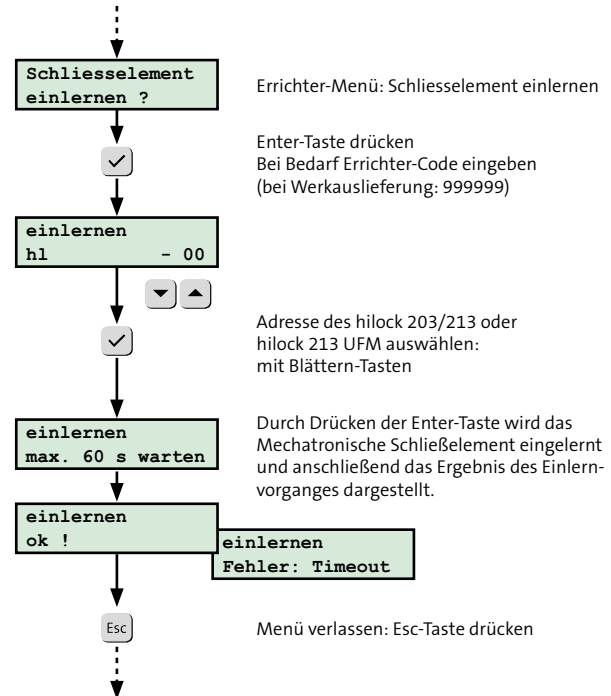 Schliesselement
einlernen ?
Errichter-Menü: Schliesselement einlernen
Enter-Taste drücken
Bei Bedarf Errichter-Code eingeben
(bei Werkauslieferung: 999999)
einlernen
hl - 00
Adresse des hilock 203/213 oder
hilock 213 UFM auswählen:
mit Blättern-Tasten
einlernen
max. 60 s warten
Durch Drücken der Enter-Taste wird das
Mechatronische Schließelement eingelernt
und anschließend das Ergebnis des Einlern-
vorganges dargestellt.
einlernen
ok !
einlernen
Fehler: Timeout
Esc
Menü verlassen: Esc-Taste drücken